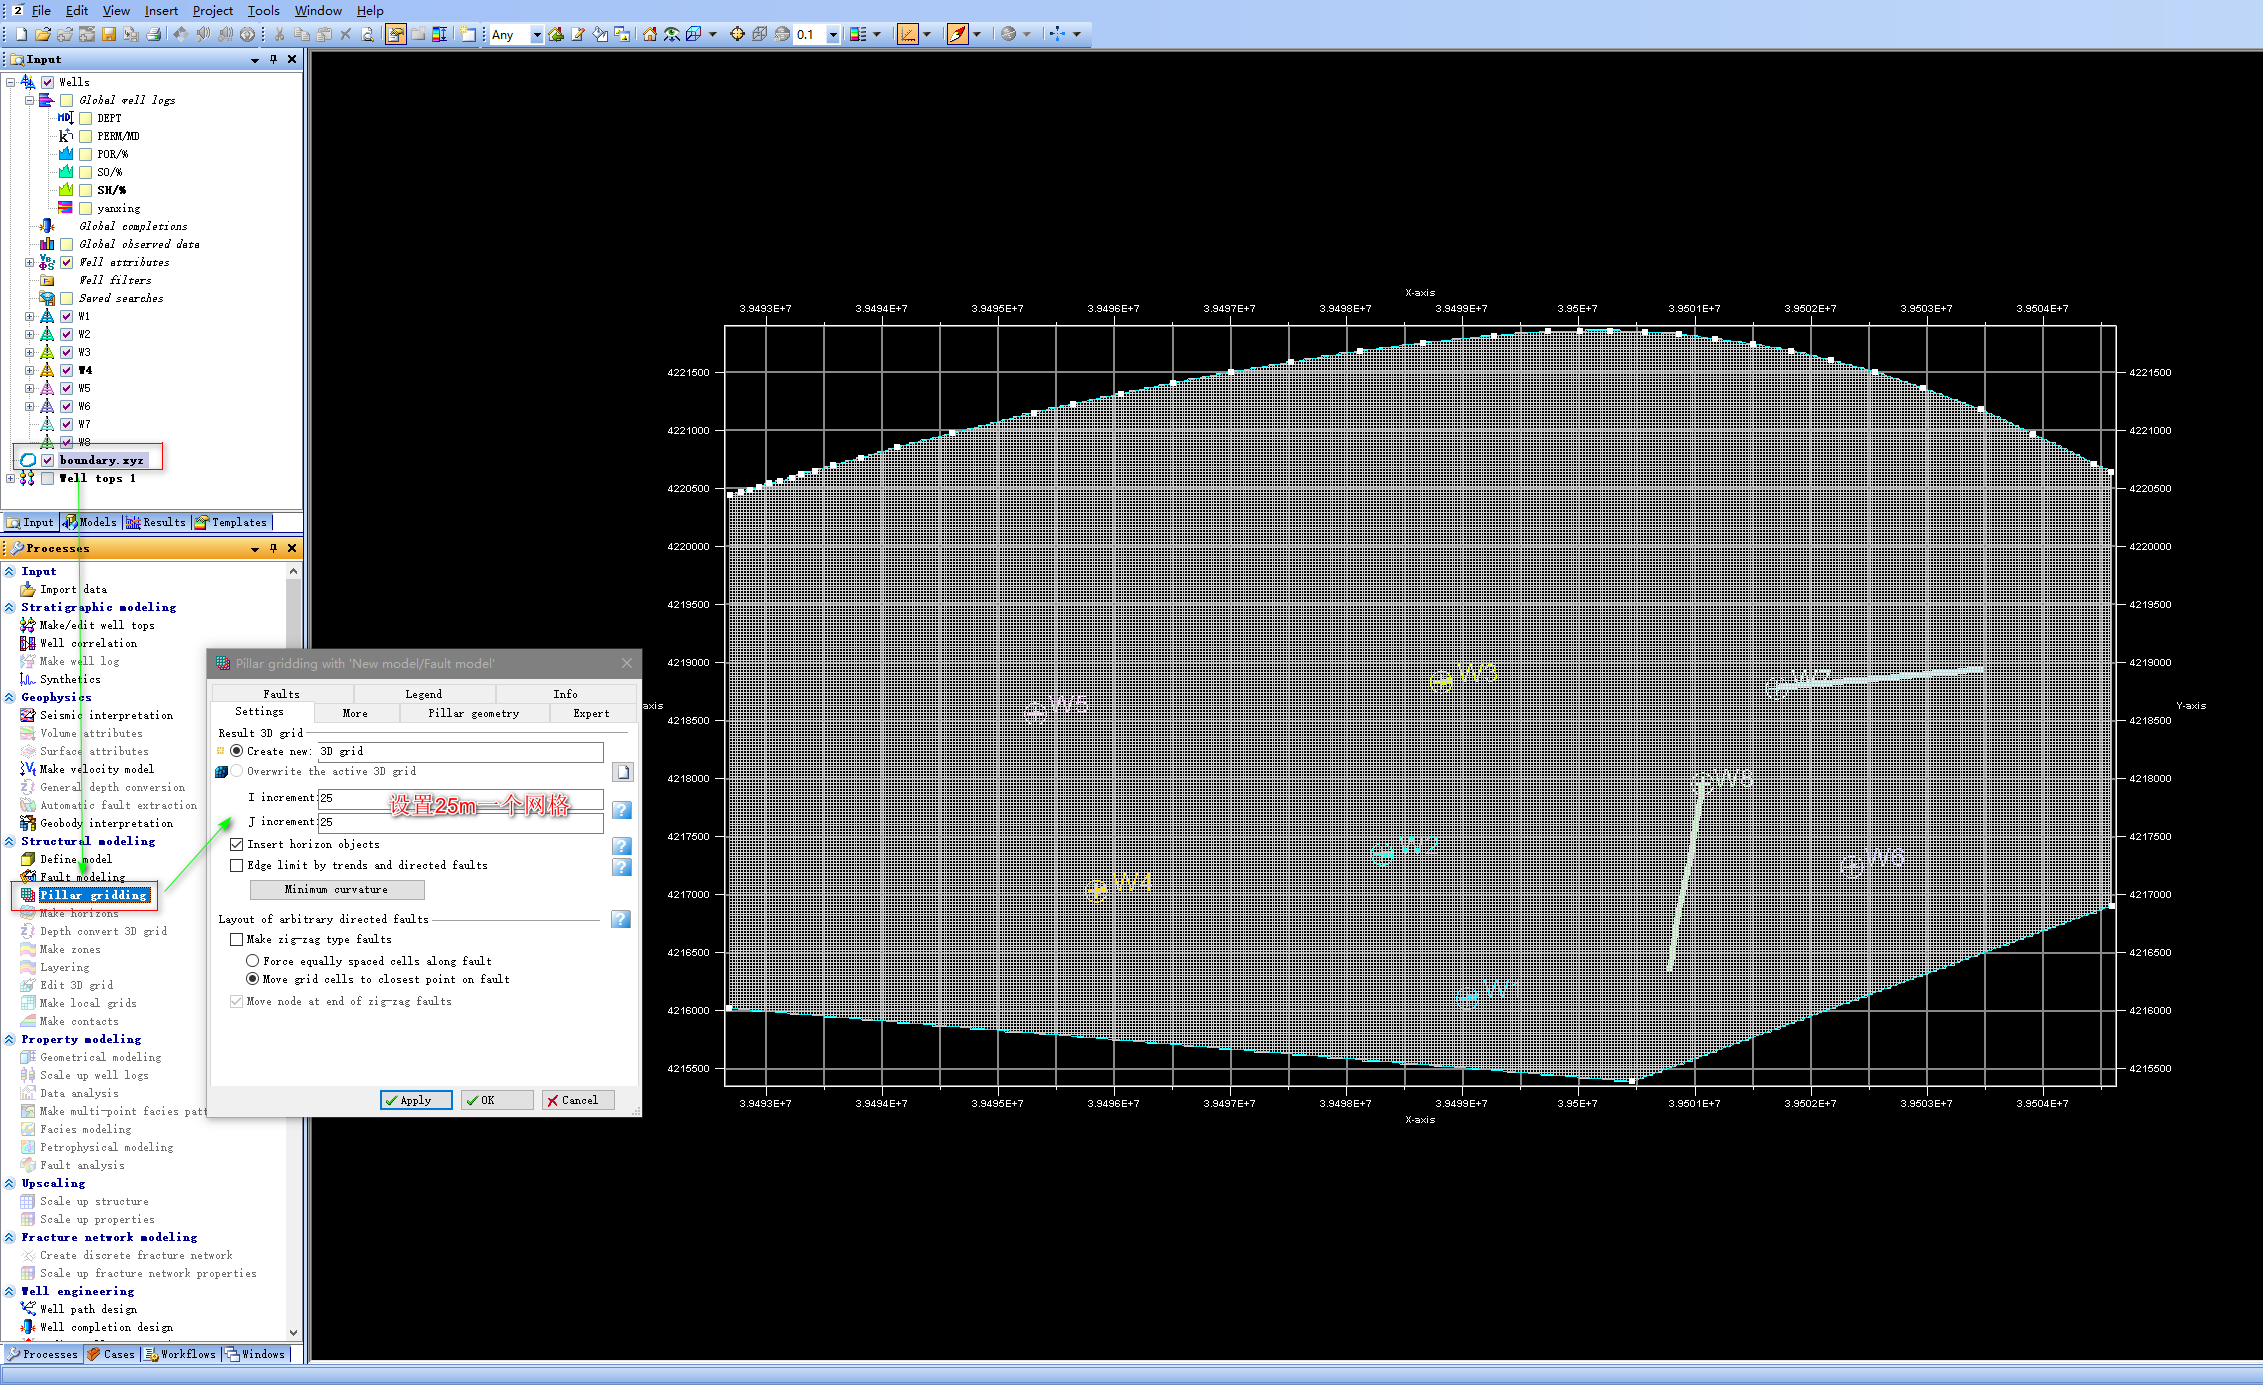 File Edit View Insert Project Tools Window Help
Any 0.1
Input
Wells
Global well logs
DEPT
PERM/MD
POR/%
SO/%
SH/%
yanxing
Global completions
Global observed data
Well attributes
Well filters
Saved searches
W1
W2
W3
W4
W5
W6
W7
W8
boundary.xyz
Well tops 1
Input Models Results Templates
Processes
Input
Import data
Stratigraphic modeling
Make/edit well tops
Well correlation
Make well log
Synthetics
Geophysics
Seismic interpretation
Volume attributes
Surface attributes
Make velocity model
General depth conversion
Automatic fault extraction
Geobody interpretation
Structural modeling
Define model
Fault modeling
Pillar gridding
Make horizons
Depth convert 3D grid
Make zones
Layering
Edit 3D grid
Make local grids
Make contacts
Property modeling
Geometrical modeling
Scale up well logs
Data analysis
Make multi-point facies patt
Facies modeling
Petrophysical modeling
Fault analysis
Upscaling
Scale up structure
Scale up properties
Fracture network modeling
Create discrete fracture network
Scale up fracture network properties
Well engineering
Well path design
Well completion design
Processes Cases Workflows Windows
Pillar gridding with 'New model/Fault model'
Faults Legend Info
Settings More Pillar geometry Expert
Result 3D grid
Create new: 3D grid
Overwrite the active 3D grid
I increment: 25
设置25m一个网格
J increment: 25
Insert horizon objects
Edge limit by trends and directed faults
Minimum curvature
Layout of arbitrary directed faults
Make zig-zag type faults
Force equally spaced cells along fault
Move grid cells to closest point on fault
Move node at end of zig-zag faults
Apply OK Cancel
X-axis
3.9493E+7 3.9494E+7 3.9495E+7 3.9496E+7 3.9497E+7 3.9498E+7 3.9499E+7 3.95E+7 3.9501E+7 3.9502E+7 3.9503E+7 3.9504E+7
4221500 4221500
4221000 4221000
4220500 4220500
4220000 4220000
4219500 4219500
4219000 W3 W7 4219000
axis W5 Y-axis
4218500 4218500
4218000 W8 4218000
4217500 W2 4217500
W6
4217000 W4 4217000
4216500 4216500
4216000 4216000
4215500 4215500
3.9493E+7 3.9494E+7 3.9495E+7 3.9496E+7 3.9497E+7 3.9498E+7 3.9499E+7 3.95E+7 3.9501E+7 3.9502E+7 3.9503E+7 3.9504E+7
X-axis